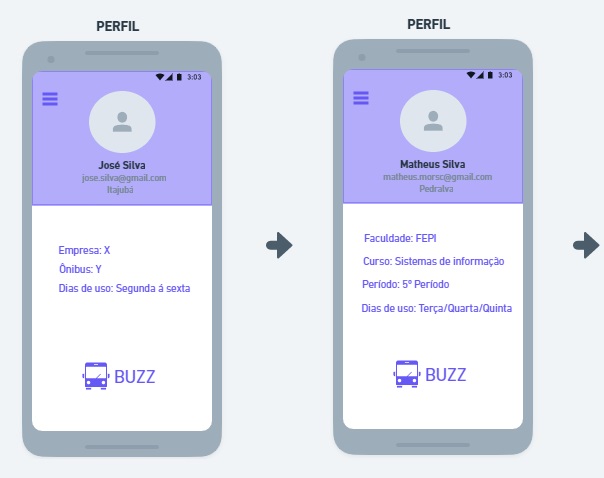 PERFIL
3:03
José Silva
jose.silva@gmail.com
Itajubá
Empresa: X
Ônibus: Y
Dias de uso: Segunda á sexta
BUZZ
PERFIL
3:03
Matheus Silva
matheus.morsc@gmail.com
Pedralva
Faculdade: FEPI
Curso: Sistemas de informação
Período: 5º Período
Dias de uso: Terça/Quarta/Quinta
BUZZ